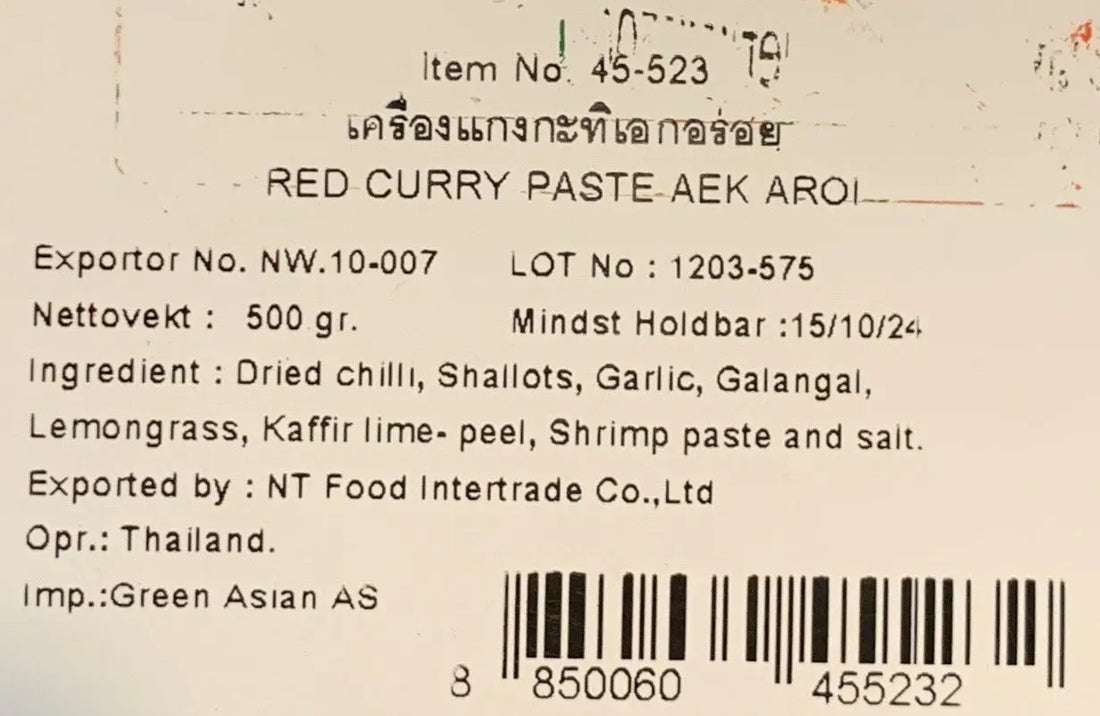 Item No. 45-523
เครื่องแกงกะทิเอกอร่อย
RED CURRY PASTE AEK AROI
Exportor No. NW.10-007 LOT No : 1203-575
Nettovekt : 500 gr. Mindst Holdbar :15/10/24
Ingredient : Dried chilli, Shallots, Garlic, Galangal,
Lemongrass, Kaffir lime- peel, Shrimp paste and salt.
Exported by : NT Food Intertrade Co.,Ltd
Opr.: Thailand.
Imp.:Green Asian AS
8 850060 455232